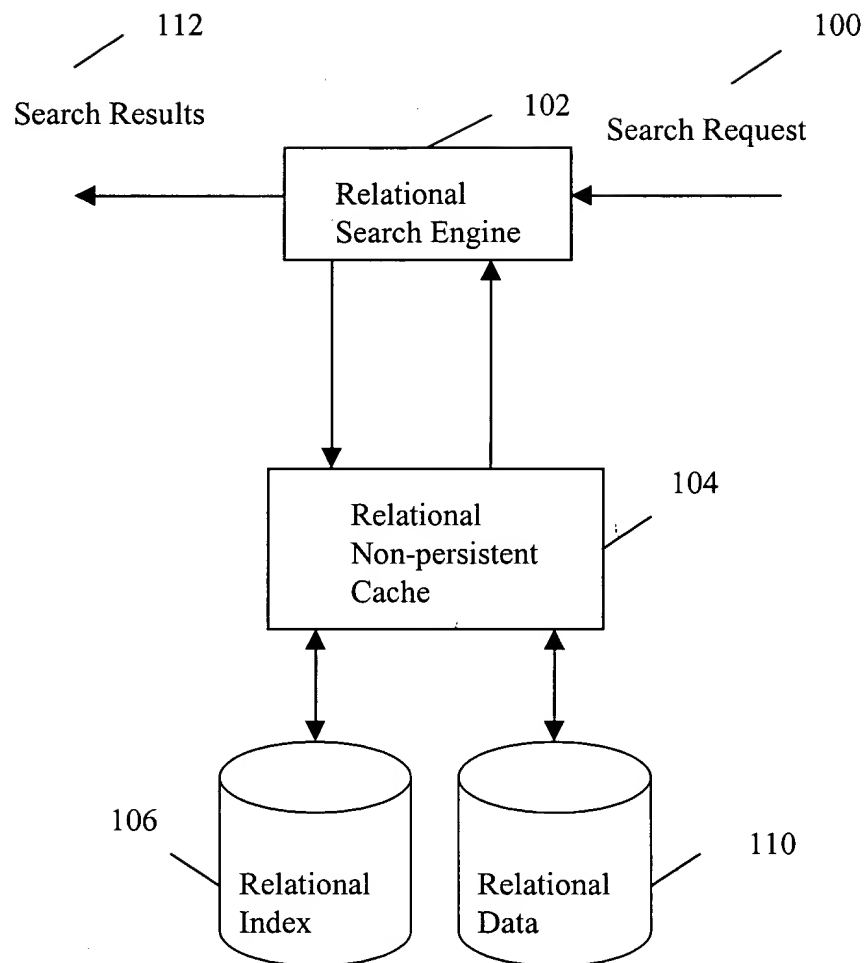 112
100
Search Results
102
Search Request
Relational
Search Engine
104
Relational
Non-persistent
Cache
106
110
Relational
Index
Relational
Data